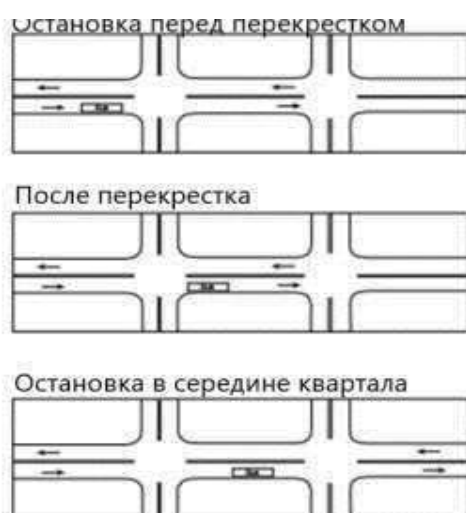 Остановка перед перекрестком
После перекрестка
Остановка в середине квартала